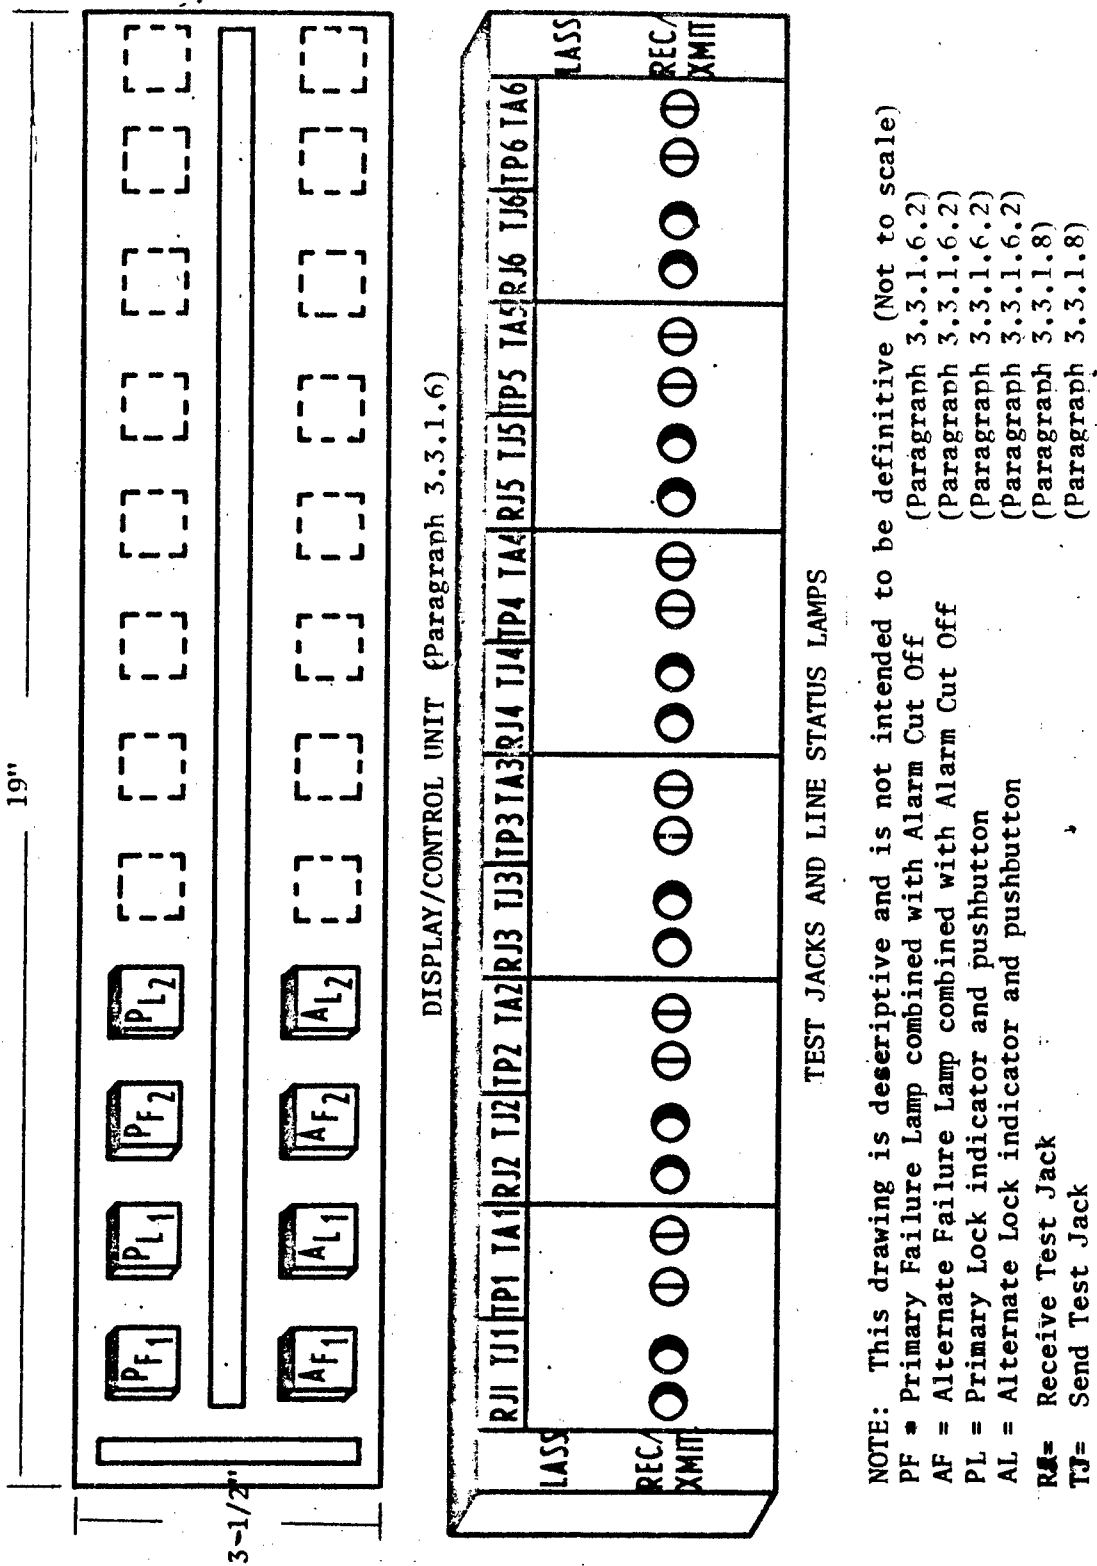 19"
3-1/2"
PF1 PL1 PF2 PL2
AF1 AL1 AF2 AL2
DISPLAY/CONTROL UNIT (Paragraph 3.3.1.6)
RJ1 TJ1 TP1 TA1 RJ2 TJ2 TP2 TA2 RJ3 TJ3 TP3 TA3 RJ4 TJ4 TP4 TA4 RJ5 TJ5 TP5 TA5 RJ6 TJ6 TP6 TA6
LASS LASS
REC/ REC/
XMIT XMIT
TEST JACKS AND LINE STATUS LAMPS
NOTE: This drawing is descriptive and is not intended to be definitive (Not to scale)
PF = Primary Failure Lamp combined with Alarm Cut Off (Paragraph 3.3.1.6.2)
AF = Alternate Failure Lamp combined with Alarm Cut Off (Paragraph 3.3.1.6.2)
PL = Primary Lock indicator and pushbutton (Paragraph 3.3.1.6.2)
AL = Alternate Lock indicator and pushbutton (Paragraph 3.3.1.6.2)
RJ= Receive Test Jack (Paragraph 3.3.1.8)
TJ= Send Test Jack (Paragraph 3.3.1.8)